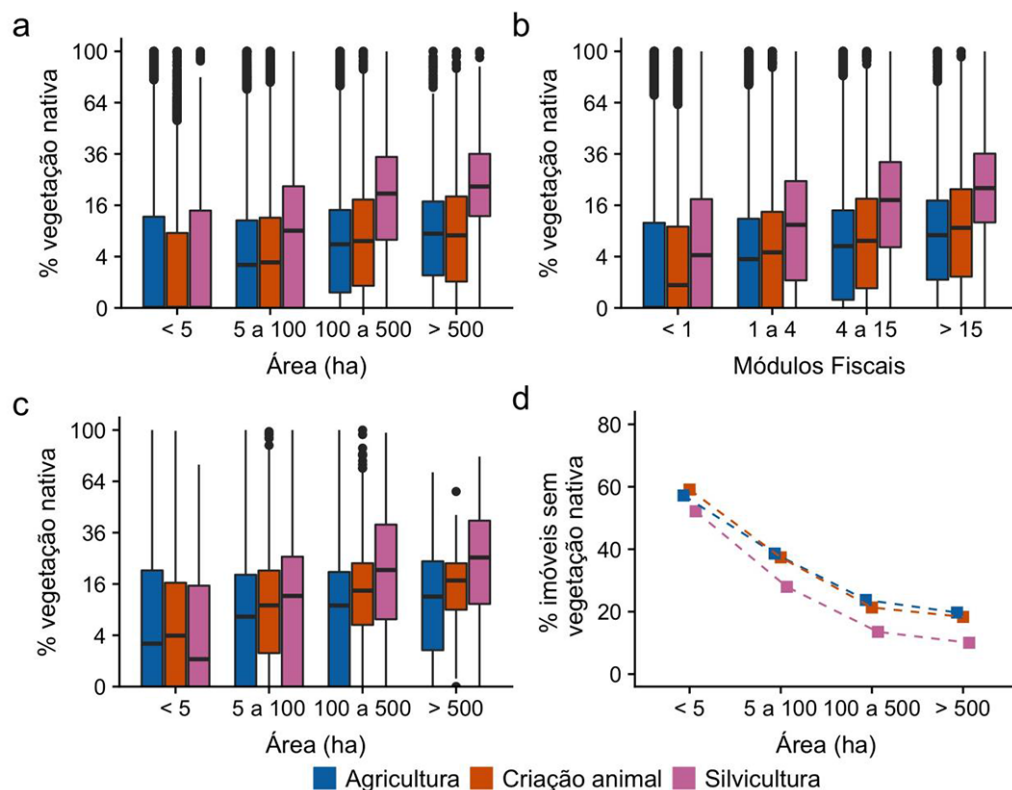 a
% vegetação nativa
100
64
36
16
4
0
< 5
5 a 100
100 a 500
> 500
Área (ha)
b
% vegetação nativa
100
64
36
16
4
0
< 1
1 a 4
4 a 15
> 15
Módulos Fiscais
c
% vegetação nativa
100
64
36
16
4
0
< 5
5 a 100
100 a 500
> 500
Área (ha)
d
% imóveis sem
vegetação nativa
80
60
40
20
0
< 5
5 a 100
100 a 500
> 500
Área (ha)
Agricultura
Criação animal
Silvicultura